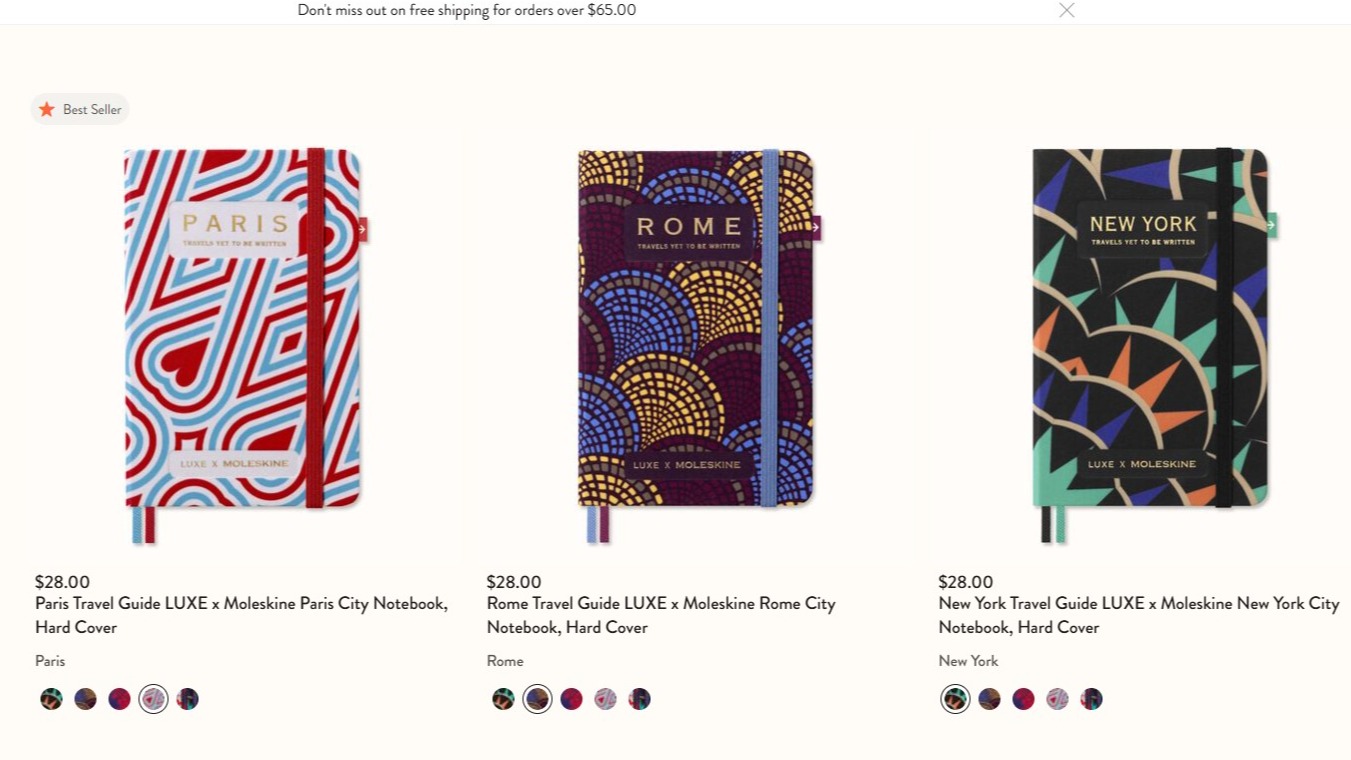 Don't miss out on free shipping for orders over $65.00
Best Seller
PARIS
TRAVELS YET TO BE WRITTEN
LUXE X MOLESKINE
ROME
TRAVELS YET TO BE WRITTEN
LUXE X MOLESKINE
NEW YORK
TRAVELS YET TO BE WRITTEN
LUXE X MOLESKINE
$28.00
Paris Travel Guide LUXE x Moleskine Paris City Notebook,
Hard Cover
Paris
$28.00
Rome Travel Guide LUXE x Moleskine Rome City
Notebook, Hard Cover
Rome
$28.00
New York Travel Guide LUXE x Moleskine New York City
Notebook, Hard Cover
New York